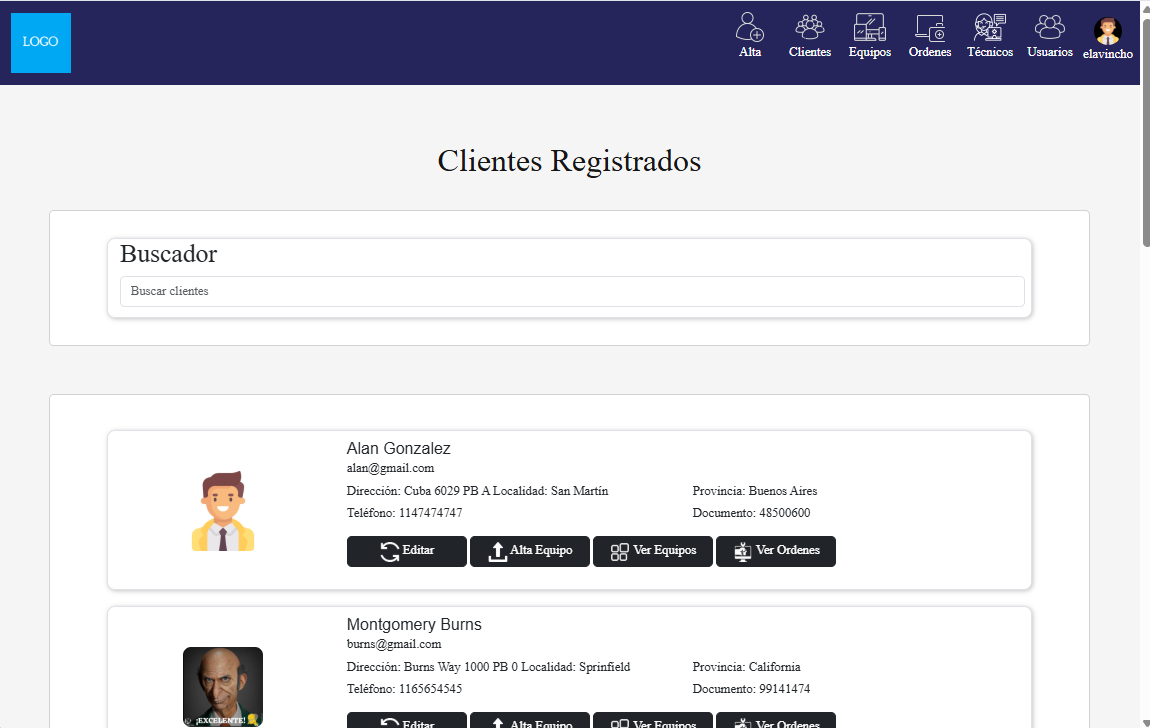 LOGO
Alta
Clientes
Equipos
Ordenes
Técnicos
Usuarios
elavincho
Clientes Registrados
Buscador
Buscar clientes
Alan Gonzalez
alan@gmail.com
Dirección: Cuba 6029 PB A Localidad: San Martín
Provincia: Buenos Aires
Teléfono: 1147474747
Documento: 48500600
Editar
Alta Equipo
Ver Equipos
Ver Ordenes
Montgomery Burns
burns@gmail.com
Dirección: Burns Way 1000 PB 0 Localidad: Sprinfield
Provincia: California
Teléfono: 1165654545
Documento: 99141474
¡EXCELENTE!
Editar
Alta Equipo
Ver Equipos
Ver Ordenes